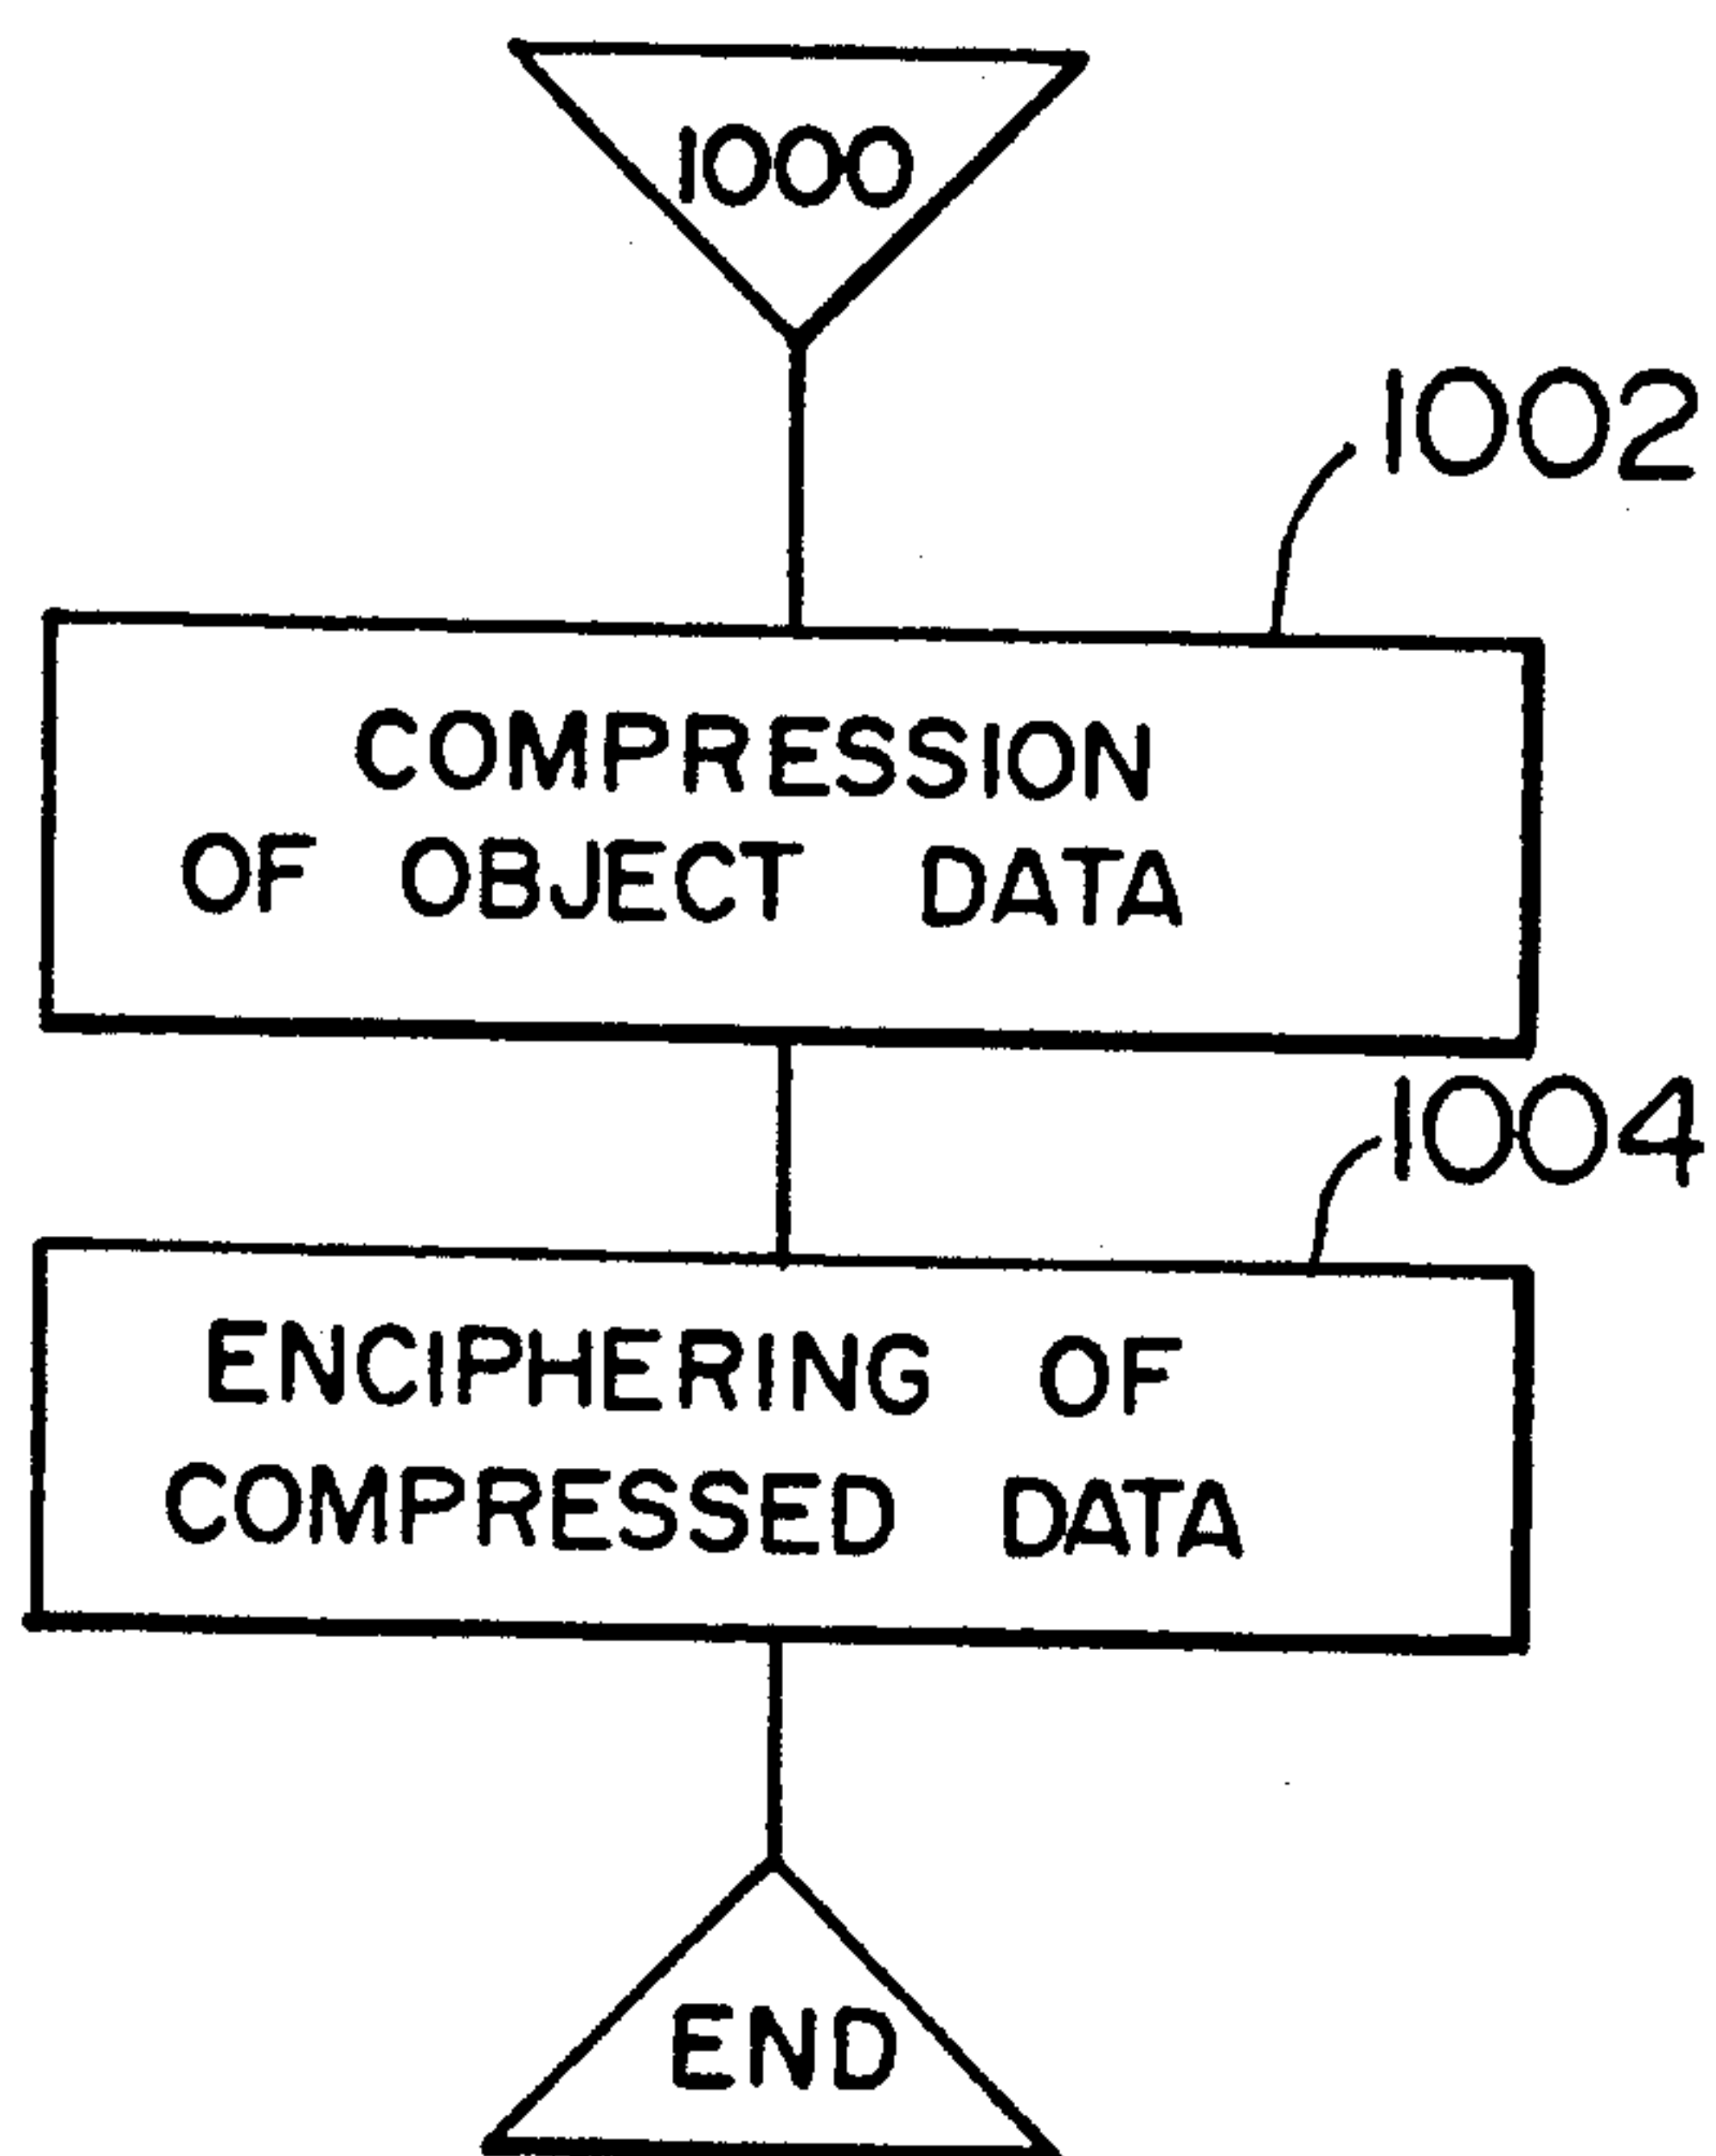 1000
1002
COMPRESSION
OF OBJECT DATA
1004
ENCIPHERING OF
COMPRESSED DATA
END